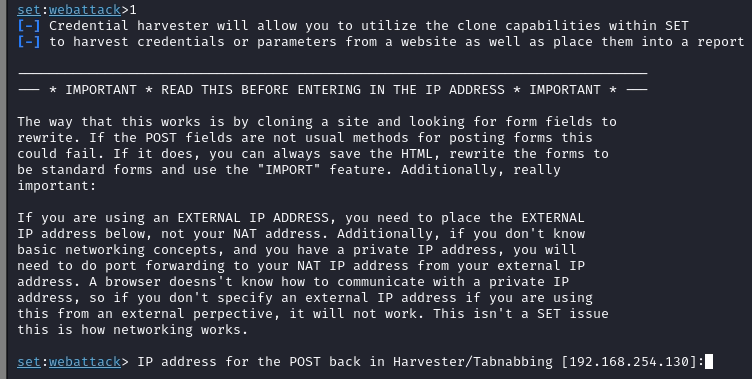 set:webattack>1
[-] Credential harvester will allow you to utilize the clone capabilities within SET
[-] to harvest credentials or parameters from a website as well as place them into a report
-------------------------------------------------------------------------------
--- * IMPORTANT * READ THIS BEFORE ENTERING IN THE IP ADDRESS * IMPORTANT * ---
The way that this works is by cloning a site and looking for form fields to
rewrite. If the POST fields are not usual methods for posting forms this
could fail. If it does, you can always save the HTML, rewrite the forms to
be standard forms and use the "IMPORT" feature. Additionally, really
important:
If you are using an EXTERNAL IP ADDRESS, you need to place the EXTERNAL
IP address below, not your NAT address. Additionally, if you don't know
basic networking concepts, and you have a private IP address, you will
need to do port forwarding to your NAT IP address from your external IP
address. A browser doesns't know how to communicate with a private IP
address, so if you don't specify an external IP address if you are using
this from an external perpective, it will not work. This isn't a SET issue
this is how networking works.
set:webattack> IP address for the POST back in Harvester/Tabnabbing [192.168.254.130]: